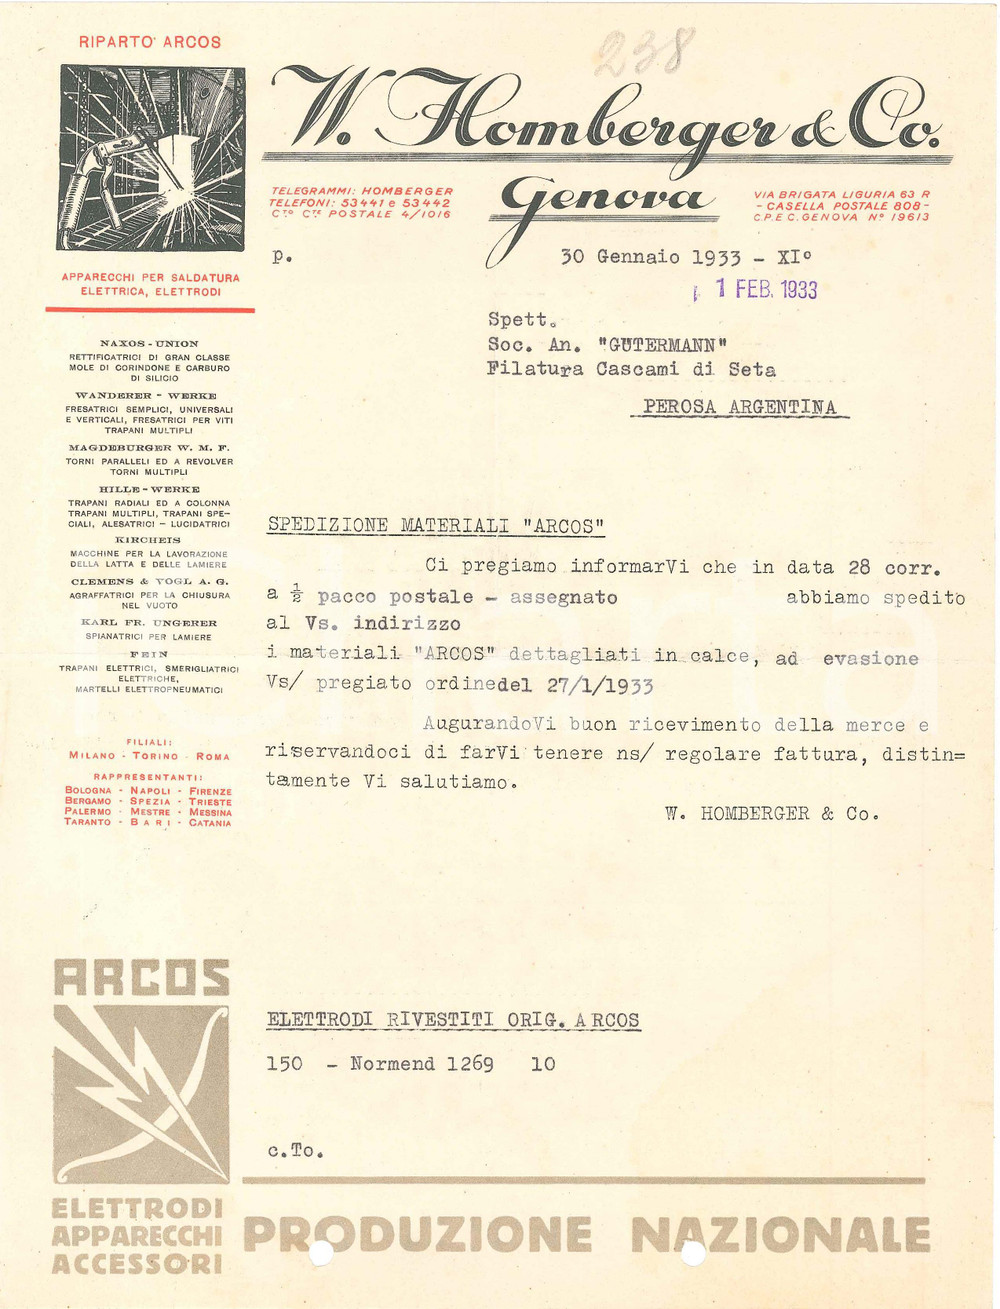 RIPARTO ARCOS
238
W. Homberger & Co.
Genova
TELEGRAMMI: HOMBERGER
TELEFONI: 53441 e 53442
CTO CTE POSTALE 4/1016
VIA BRIGATA LIGURIA 63 R
- CASELLA POSTALE 808 -
C.P.E C. GENOVA No 19613
APPARECCHI PER SALDATURA
ELETTRICA, ELETTRODI
p.
30 Gennaio 1933 - XIº
1 FEB. 1933
Spett.
Soc. An. "GUTERMANN"
Filatura Cascami di Seta
PEROSA ARGENTINA
NAXOS-UNION
RETTIFICATRICI DI GRAN CLASSE
MOLE DI CORINDONE E CARBURO
DI SILICIO
WANDERER - WERKE
FRESATRICI SEMPLICI, UNIVERSALI
E VERTICALI, FRESATRICI PER VITI
TRAPANI MULTIPLI
MAGDEBURGER W. M. F.
TORNI PARALLELI ED A REVOLVER
TORNI MULTIPLI
HILLE-WERKE
TRAPANI RADIALI ED A COLONNA
TRAPANI MULTIPLI, TRAPANI SPE-
CIALI, ALESATRICI - LUCIDATRICI
KIRCHEIS
MACCHINE PER LA LAVORAZIONE
DELLA LATTA E DELLE LAMIERE
CLEMENS & VOGL A. G.
AGRAFFATRICI PER LA CHIUSURA
NEL VUOTO
KARL FR. UNGERER
SPIANATRICI PER LAMIERE
FEIN
TRAPANI ELETTRICI, SMERIGLIATRICI
ELETTRICHE,
MARTELLI ELETTROPNEUMATICI
FILIALI:
MILANO - TORINO - ROMA
RAPPRESENTANTI:
BOLOGNA - NAPOLI - FIRENZE
BERGAMO - SPEZIA - TRIESTE
PALERMO - MESTRE - MESSINA
TARANTO - BARI - CATANIA
SPEDIZIONE MATERIALI "ARCOS"
Ci pregiamo informarVi che in data 28 corr.
a ½ pacco postale - assegnato abbiamo spedito
al Vs. indirizzo
i materiali "ARCOS" dettagliati in calce, ad evasione
Vs/ pregiato ordinedel 27/1/1933
AugurandoVi buon ricevimento della merce e
riservandoci di farVi tenere ns/ regolare fattura, distin=
tamente Vi salutiamo.
W. HOMBERGER & Co.
ARCOS
ELETTRODI RIVESTITI ORIG. ARCOS
150 - Normend 1269 10
c.To.
ELETTRODI
APPARECCHI
ACCESSORI
PRODUZIONE NAZIONALE